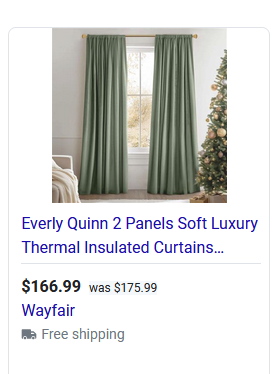 Everly Quinn 2 Panels Soft Luxury
Thermal Insulated Curtains...
$166.99 was $175.99
Wayfair
Free shipping